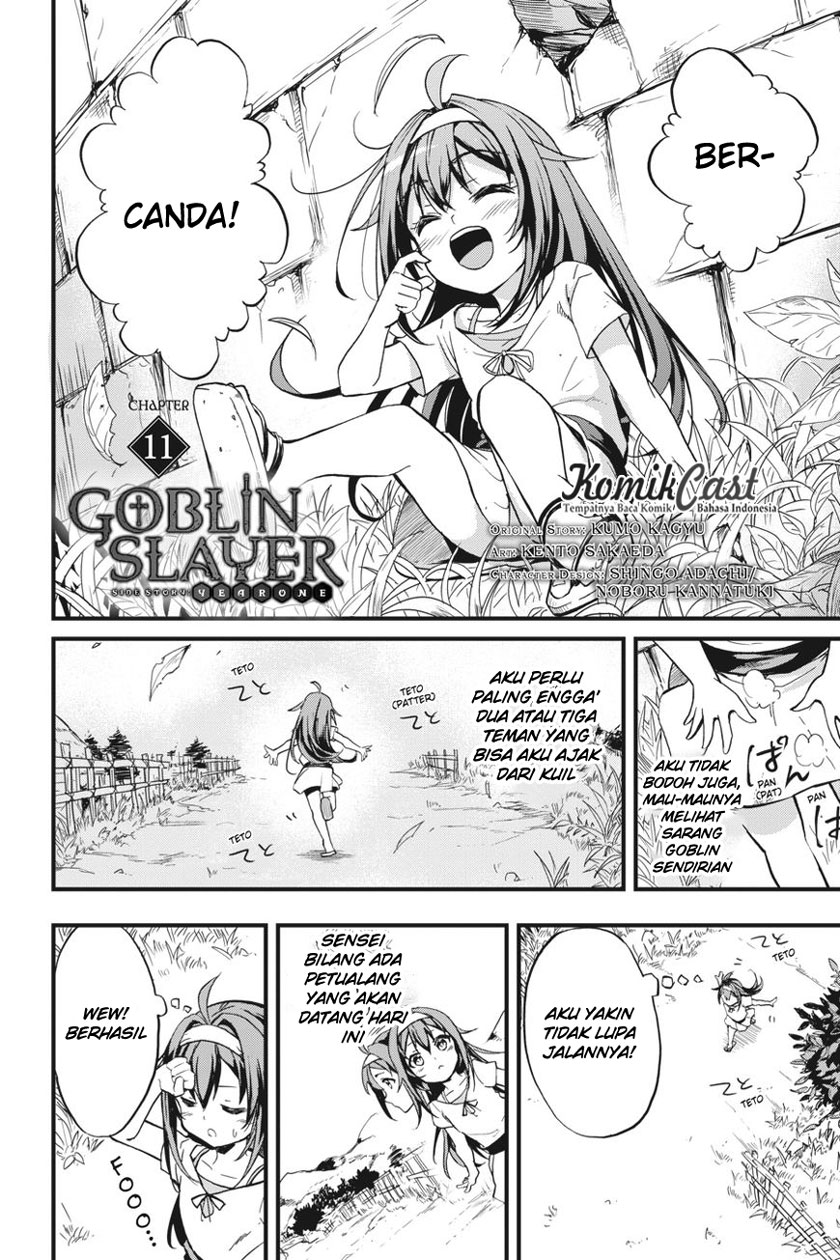 BER-
CANDA!
CHAPTER
11
GOBLIN
SLAYER
SIDE STORY: YEAR ONE
KomikCast
Tempatnya Baca Komik Bahasa Indonesia
ORIGINAL STORY: KUMO KAGYU
ART: KENTO SAKAEDA
CHARACTER DESIGN: SHINGO ADACHI/
NOBORU KANNATUKI
AKU TIDAK
BODOH JUGA,
MAU-MAUNYA
MELIHAT
SARANG
GOBLIN
SENDIRIAN
ぱん
PAN
(PAT)
ぱ
PAN
AKU PERLU
PALING ENGGA'
DUA ATAU TIGA
TEMAN YANG
BISA AKU AJAK
DARI KUIL
TETO
(PATTER)
てと
TETO
てと
TETO
てと
てと
TETO
AKU YAKIN
TIDAK LUPA
JALANNYA!
てと
TETO
SENSEI
BILANG ADA
PETUALANG
YANG AKAN
DATANG HARI
INI
WEW!
BERHASIL
FOOO....